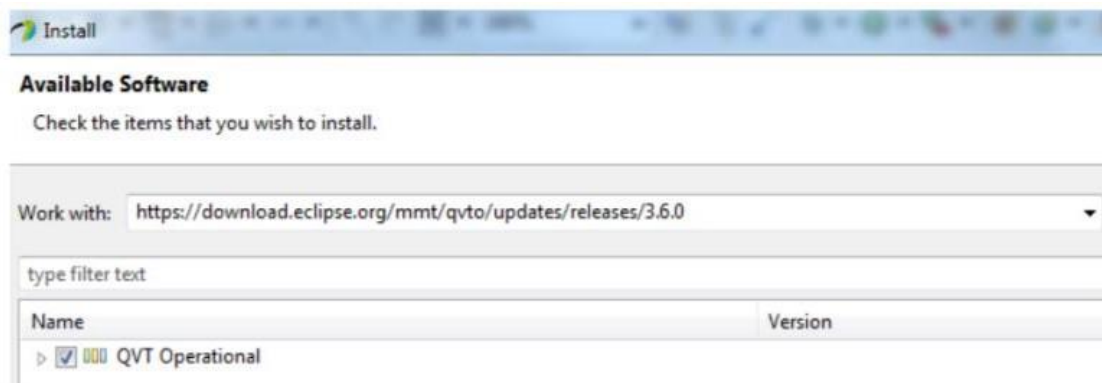 Install
Available Software
Check the items that you wish to install.
Work with: https://download.eclipse.org/mmt/qvto/updates/releases/3.6.0
type filter text
Name Version
QVT Operational